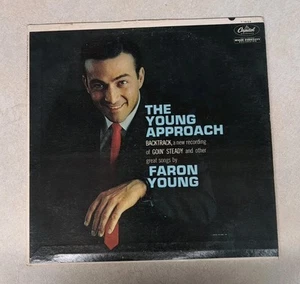 Capitol
THE
YOUNG
APPROACH
BACKTRACK, a new recording
of GOIN' STEADY and other
great songs by
FARON
YOUNG